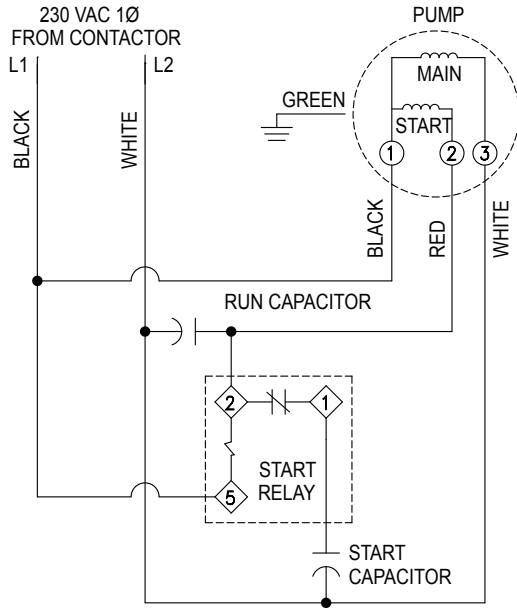 230 VAC 1Ø
FROM CONTACTOR
L1
L2
PUMP
MAIN
GREEN
START
1
2
3
BLACK
WHITE
BLACK
RED
WHITE
RUN CAPACITOR
2
1
START
RELAY
5
START
CAPACITOR